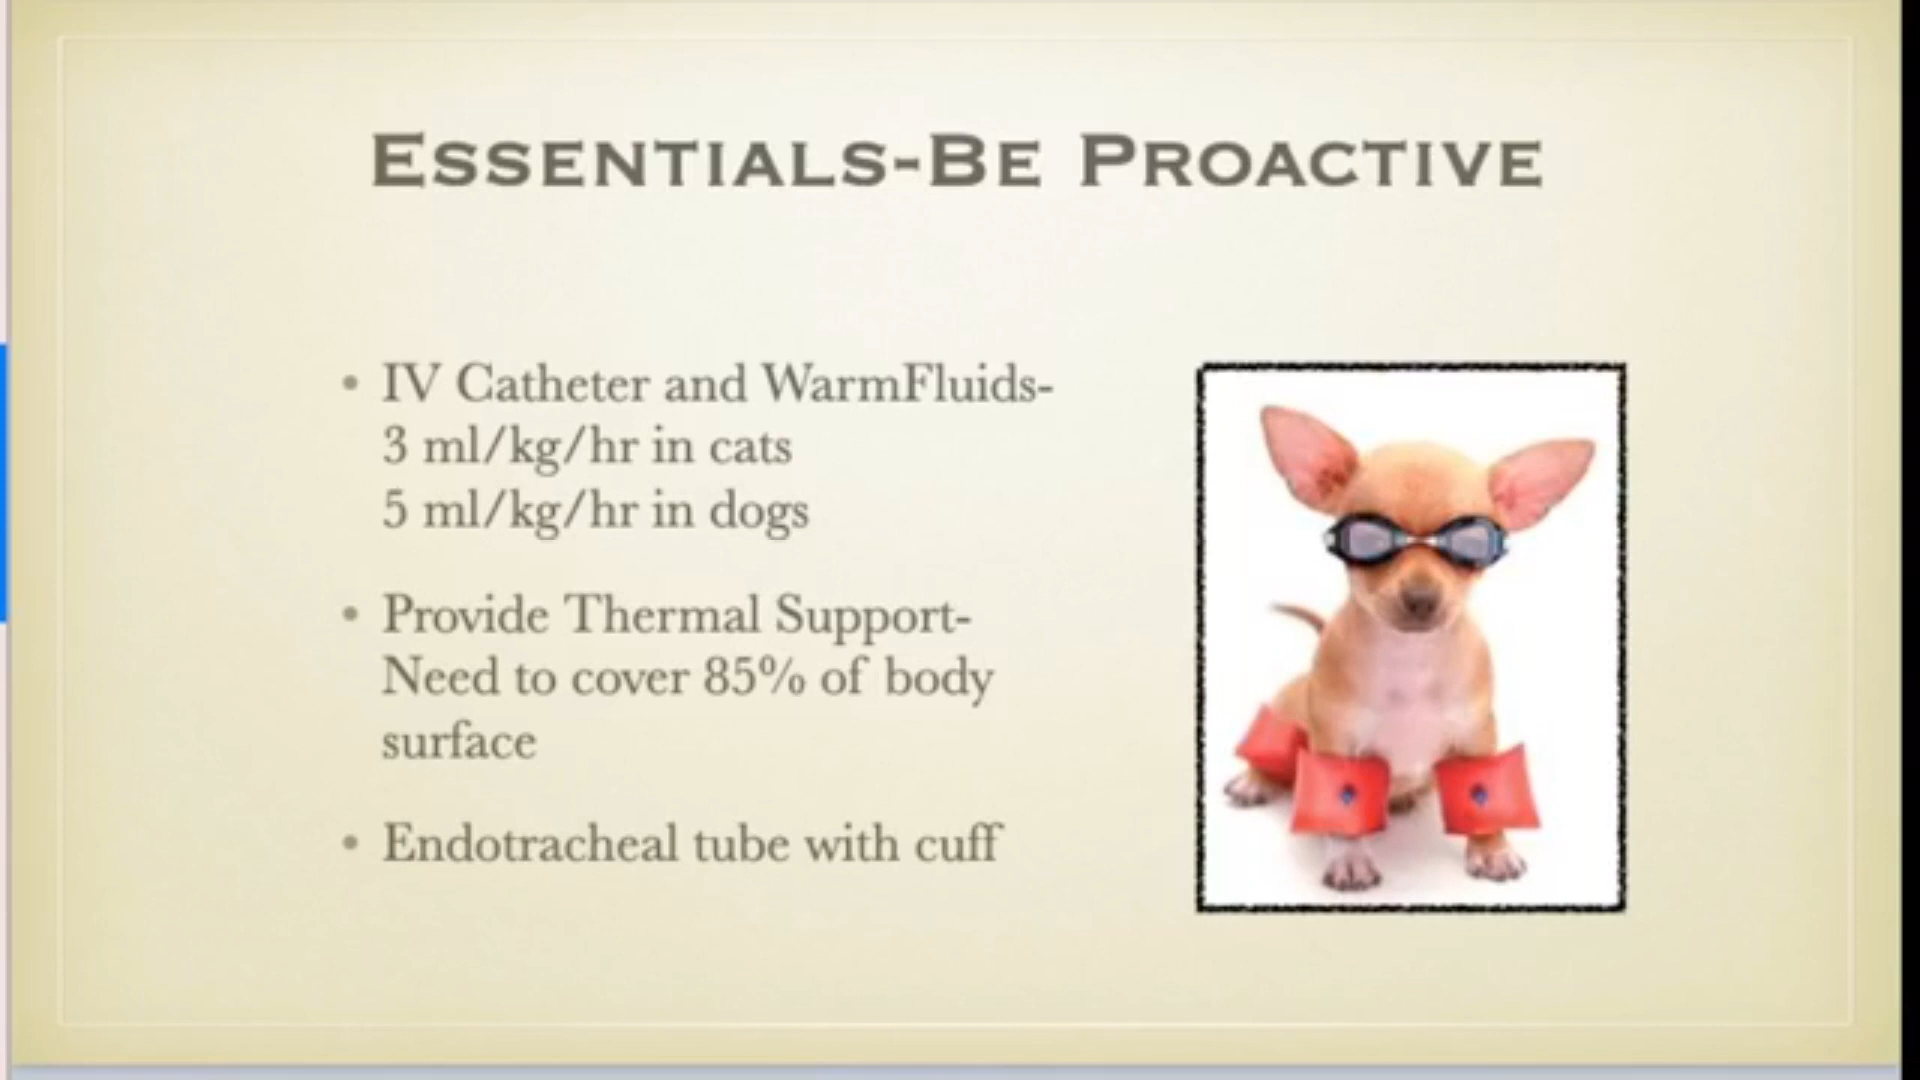 Essentials-Be Proactive
• IV Catheter and WarmFluids-
3 ml/kg/hr in cats
5 ml/kg/hr in dogs
• Provide Thermal Support-
Need to cover 85% of body
surface
• Endotracheal tube with cuff